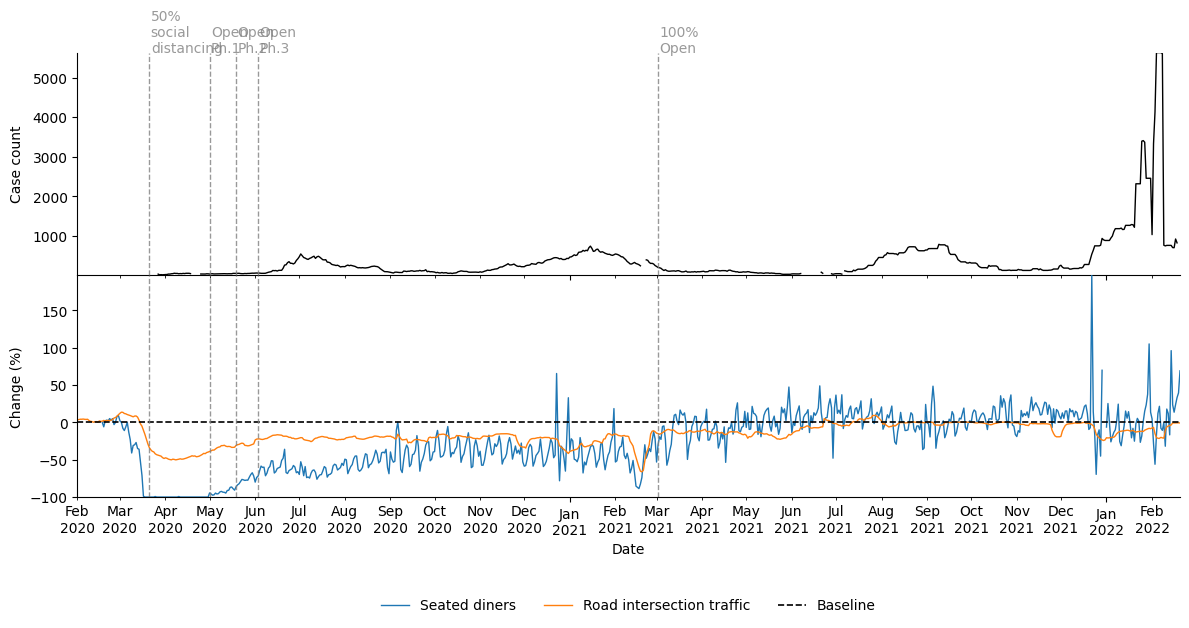 50%
social
distancing
Open
Ph.1
Open
Ph.2
Open
Ph.3
100%
Open
5000
4000
3000
2000
1000
Case count
150
100
50
0
−50
−100
Change (%)
Feb Mar Apr May Jun Jul Aug Sep Oct Nov Dec Jan Feb Mar Apr May Jun Jul Aug Sep Oct Nov Dec Jan Feb
2020 2020 2020 2020 2020 2020 2020 2020 2020 2020 2020 2021 2021 2021 2021 2021 2021 2021 2021 2021 2021 2021 2021 2022 2022
Date
Seated diners Road intersection traffic Baseline